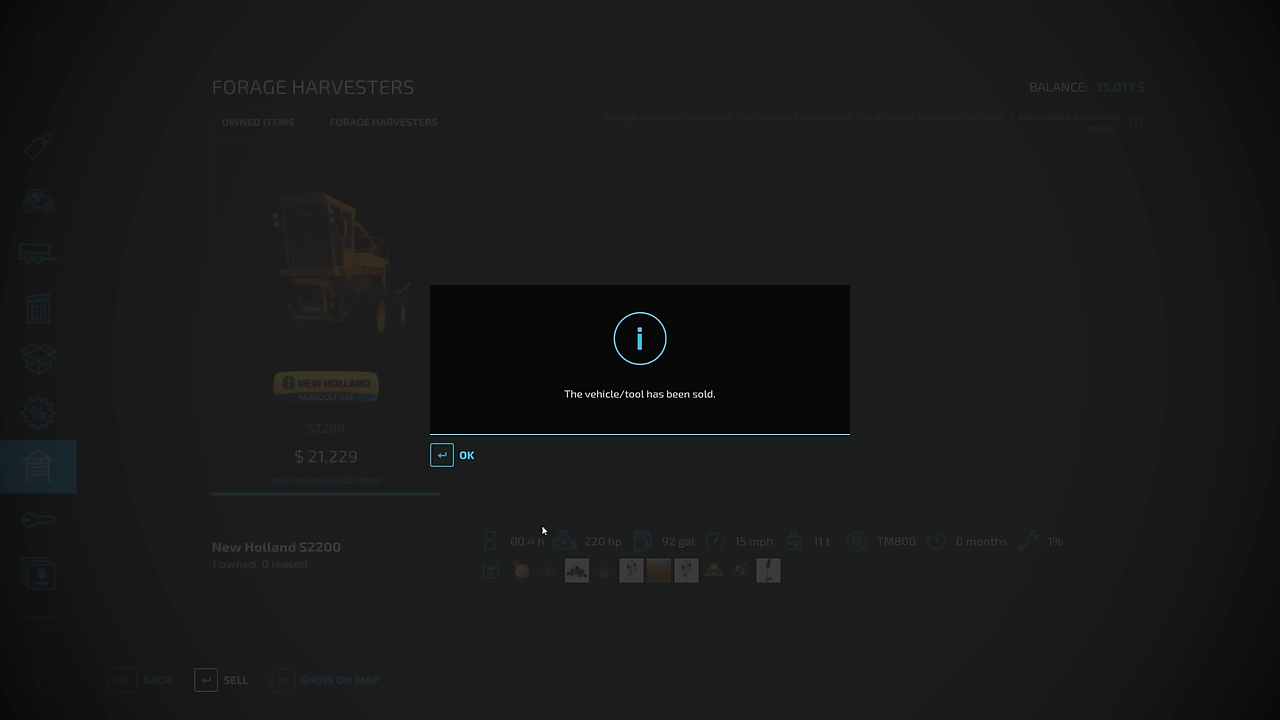 FORAGE HARVESTERS
BALANCE: 35,017 $
OWNED ITEMS FORAGE HARVESTERS
NEW HOLLAND
AGRICULTURE
S2200
$ 21,229
The vehicle/tool has been sold.
OK
New Holland S2200
1 owned, 0 leased
00.4 h 220 hp 92 gal 15 mph 11 t TM800 0 months 1%
BACK SELL SHOW ON MAP